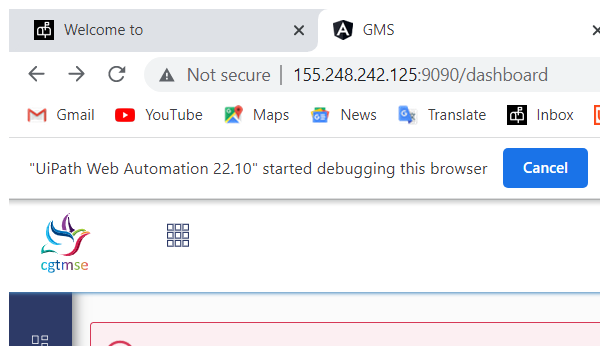 Welcome to
GMS
Not secure | 155.248.242.125:9090/dashboard
Gmail
YouTube
Maps
News
Translate
Inbox
"UiPath Web Automation 22.10" started debugging this browser
Cancel
cgtmse